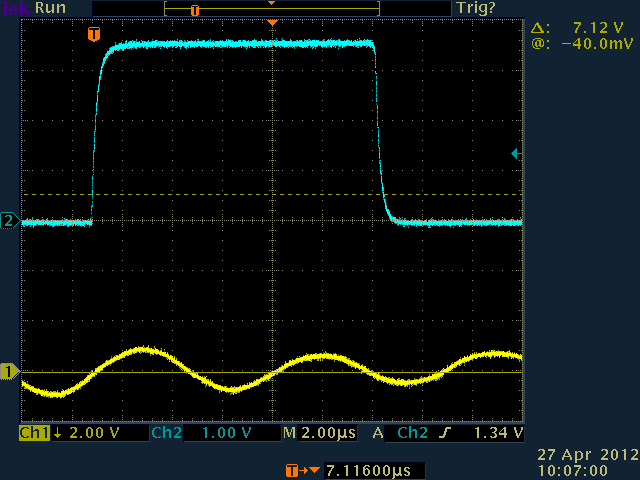 Tek Run Trig?
T
T
Δ: 7.12 V
@: −40.0mV
2
1
Ch1 ↓ 2.00 V Ch2 1.00 V M 2.00µs A Ch2 ƒ 1.34 V
T→▼ 7.11600µs
27 Apr 2012
10:07:00